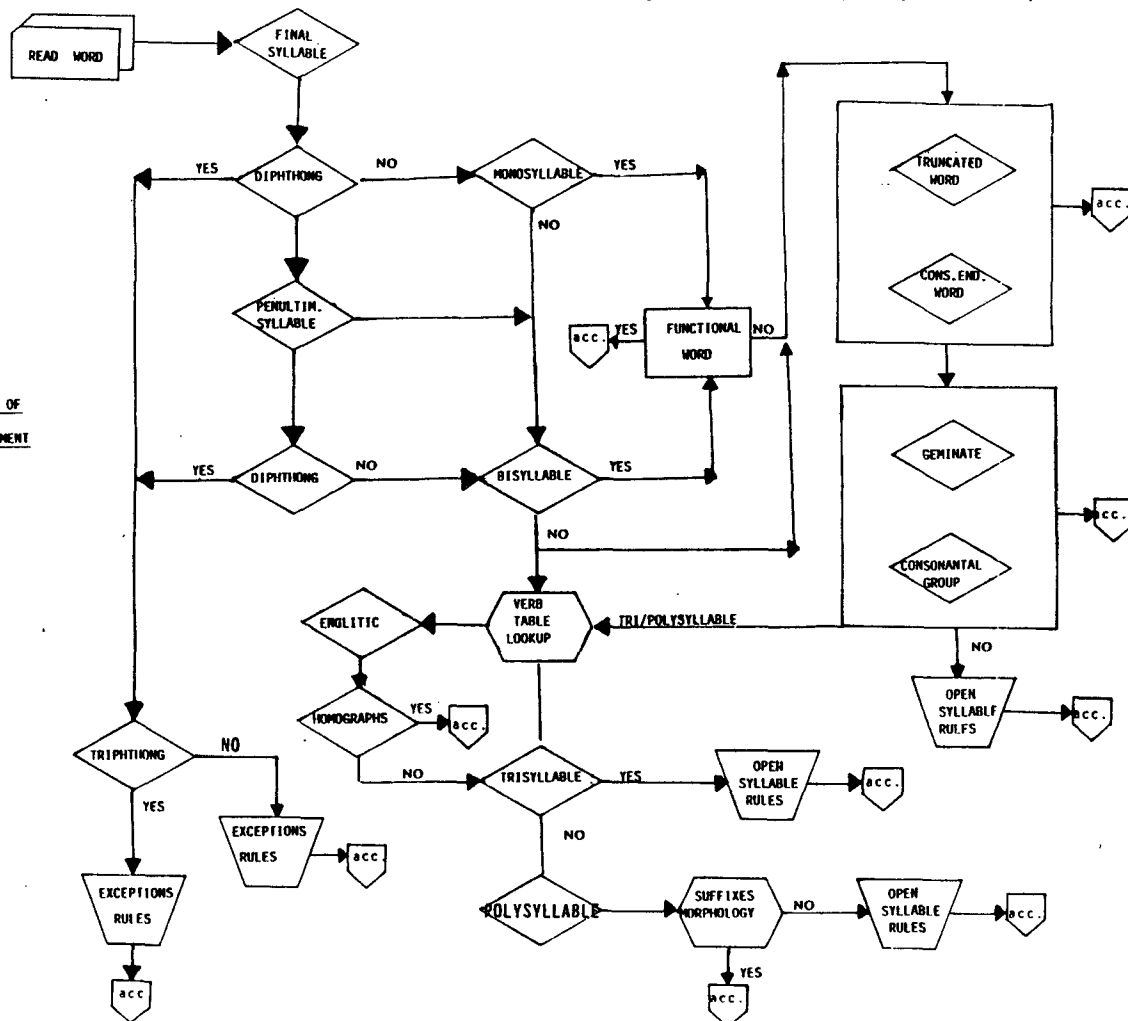 READ WORD
FINAL
SYLLABLE
YES
DIPHTHONG
NO
MONOSYLLABLE
YES
NO
TRUNCATED
WORD
acc.
CONS.END.
WORD
PENULTIM.
SYLLABLE
acc.
YES
FUNCTIONAL
WORD
NO
OF
MENT
YES
DIPHTHONG
NO
BISYLLABLE
YES
NO
GEMINATE
acc.
CONSONANTAL
GROUP
ENGLITIC
VERB
TABLE
LOOKUP
TRI/POLYSYLLABLE
NO
OPEN
SYLLABLE
RULFS
acc.
HOMOGRAPHS
YES
acc.
NO
TRIPHTHONG
NO
YES
TRISYLLABLE
YES
OPEN
SYLLABLE
RULES
acc.
NO
EXCEPTIONS
RULES
acc.
EXCEPTIONS
RULES
acc
POLYSYLLABLE
SUFFIXES
MORPHOLOGY
NO
OPEN
SYLLABLE
RULES
acc.
YES
acc.